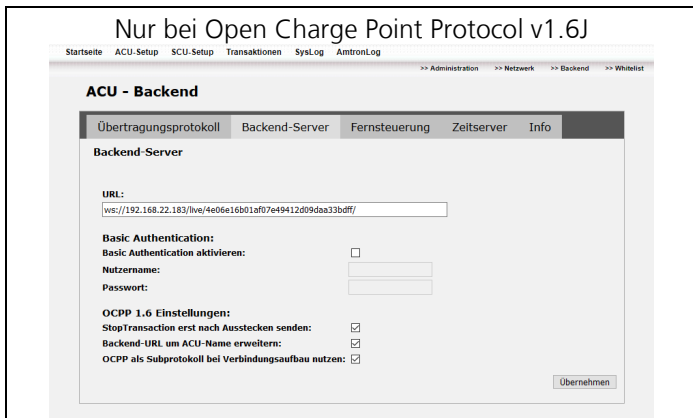 Nur bei Open Charge Point Protocol v1.6J
Startseite ACU-Setup SCU-Setup Transaktionen SysLog AmtronLog
>> Administration >> Netzwerk >> Backend >> Whitelist
ACU - Backend
Übertragungsprotokoll Backend-Server Fernsteuerung Zeitserver Info
Backend-Server
URL:
ws://192.168.22.183/live/4e06e16b01af07e49412d09daa33bdff/
Basic Authentication:
Basic Authentication aktivieren:
Nutzername:
Passwort:
OCPP 1.6 Einstellungen:
StopTransaction erst nach Ausstecken senden:
Backend-URL um ACU-Name erweitern:
OCPP als Subprotokoll bei Verbindungsaufbau nutzen:
Übernehmen